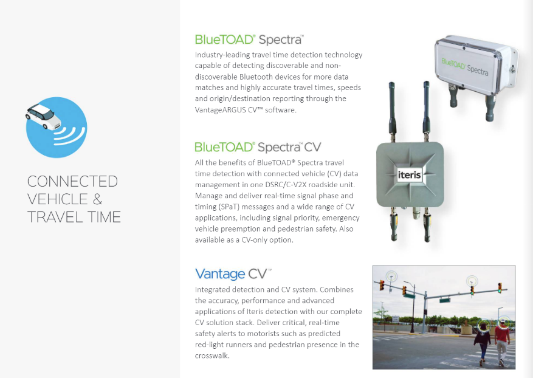 CONNECTED
VEHICLE &
TRAVEL TIME
BlueTOAD® Spectra™
Industry-leading travel time detection technology
capable of detecting discoverable and non-
discoverable Bluetooth devices for more data
matches and highly accurate travel times, speeds
and origin/destination reporting through the
VantageARGUS CV™ software.
BlueTOAD® Spectra™ CV
All the benefits of BlueTOAD® Spectra travel
time detection with connected vehicle (CV) data
management in one DSRC/C-V2X roadside unit.
Manage and deliver real-time signal phase and
timing (SPaT) messages and a wide range of CV
applications, including signal priority, emergency
vehicle preemption and pedestrian safety. Also
available as a CV-only option.
Vantage CV™
Integrated detection and CV system. Combines
the accuracy, performance and advanced
applications of Iteris detection with our complete
CV solution stack. Deliver critical, real-time
safety alerts to motorists such as predicted
red-light runners and pedestrian presence in the
crosswalk.
BlueTOAD Spectra
iteris